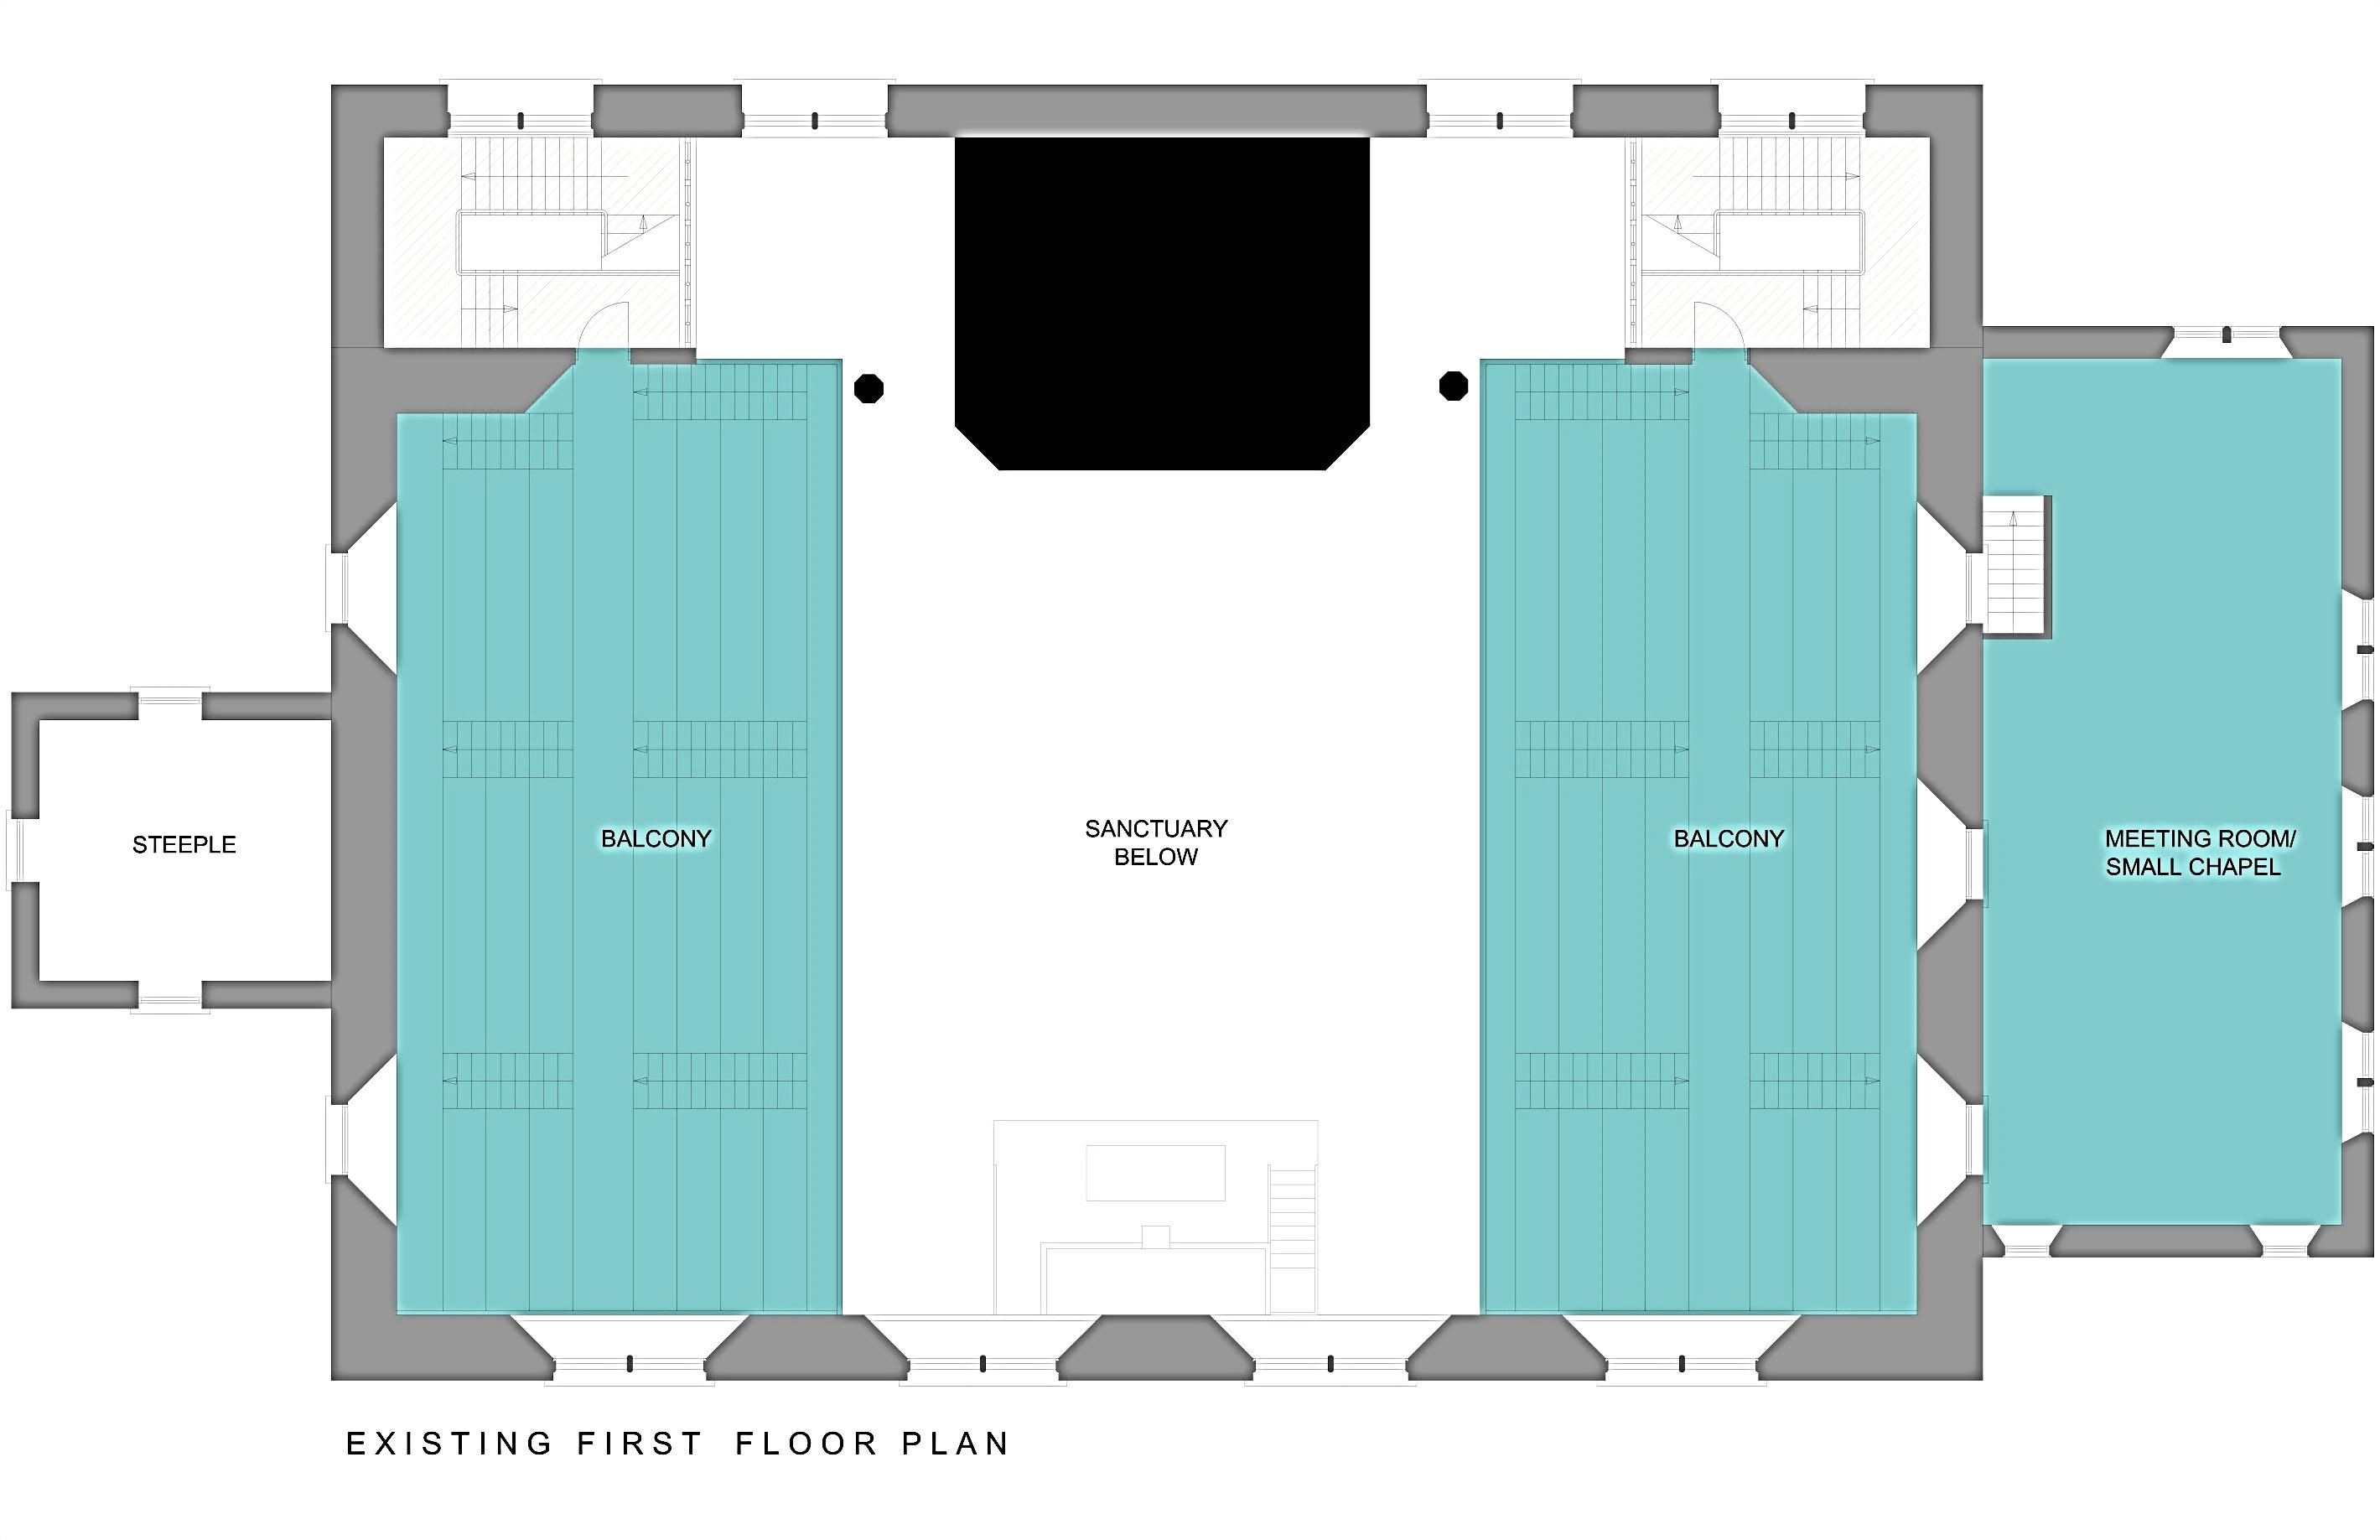 STEEPLE
BALCONY
SANCTUARY
BELOW
BALCONY
MEETING ROOM/
SMALL CHAPEL
EXISTING FIRST FLOOR PLAN